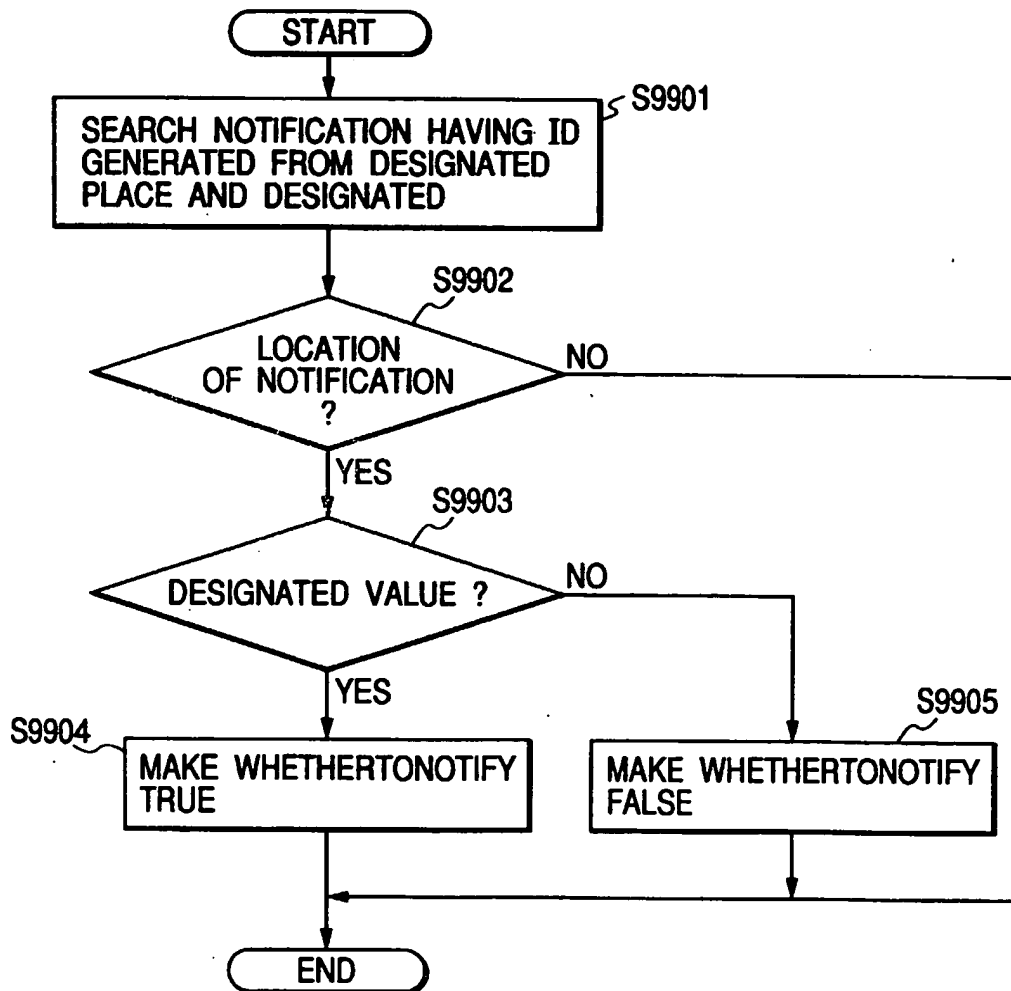 START
S9901
SEARCH NOTIFICATION HAVING ID
GENERATED FROM DESIGNATED
PLACE AND DESIGNATED
S9902
LOCATION
OF NOTIFICATION
?
NO
YES
S9903
DESIGNATED VALUE ?
NO
YES
S9904
MAKE WHETHERTONOTIFY
TRUE
S9905
MAKE WHETHERTONOTIFY
FALSE
END